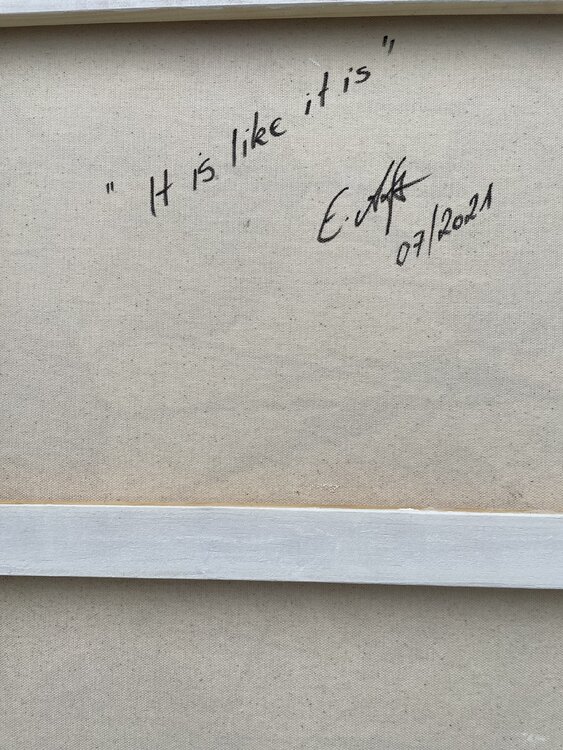 " It is like it is"
E.
07/2021